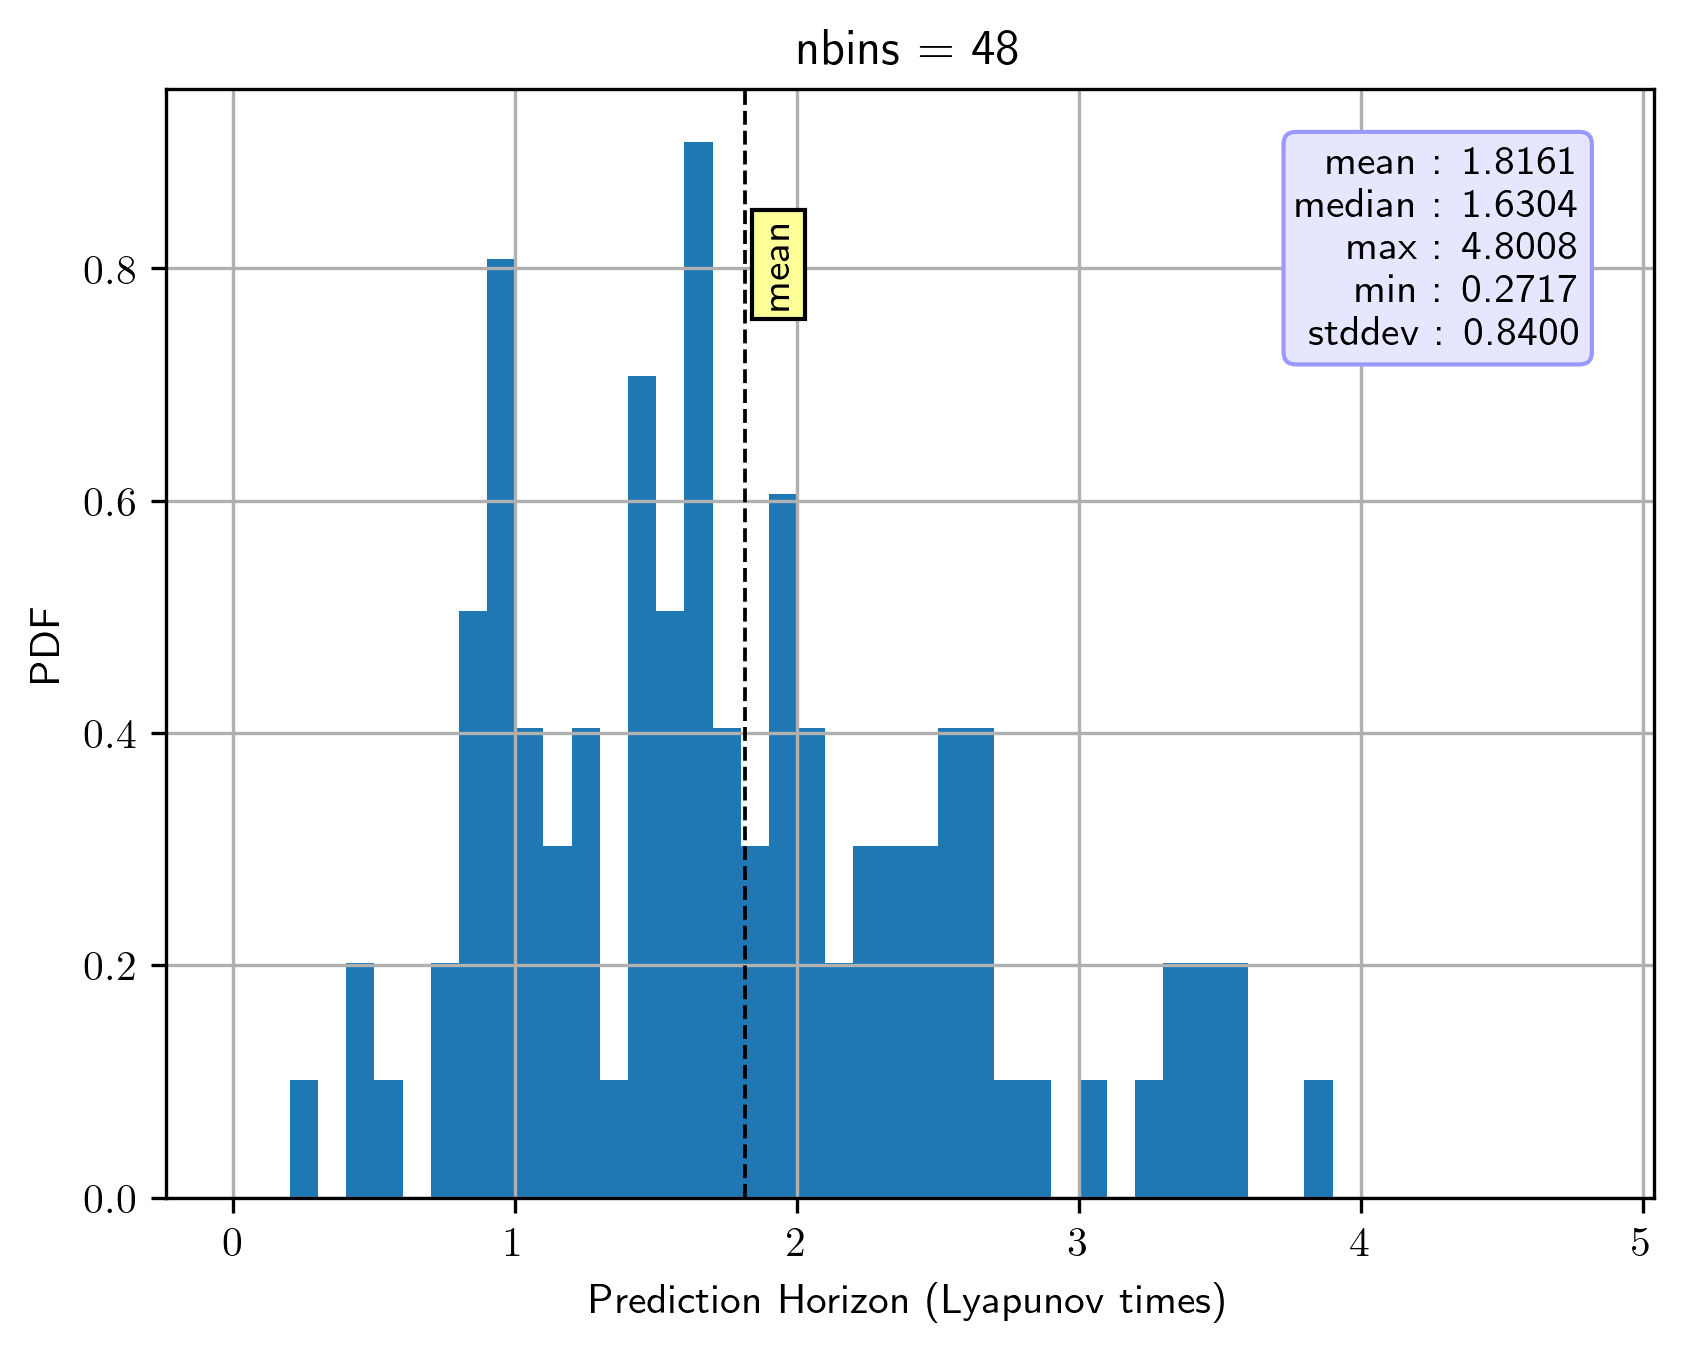 nbins = 48
mean : 1.8161
median : 1.6304
max : 4.8008
min : 0.2717
stddev : 0.8400
mean
PDF
0.8
0.6
0.4
0.2
0.0
0 1 2 3 4 5
Prediction Horizon (Lyapunov times)